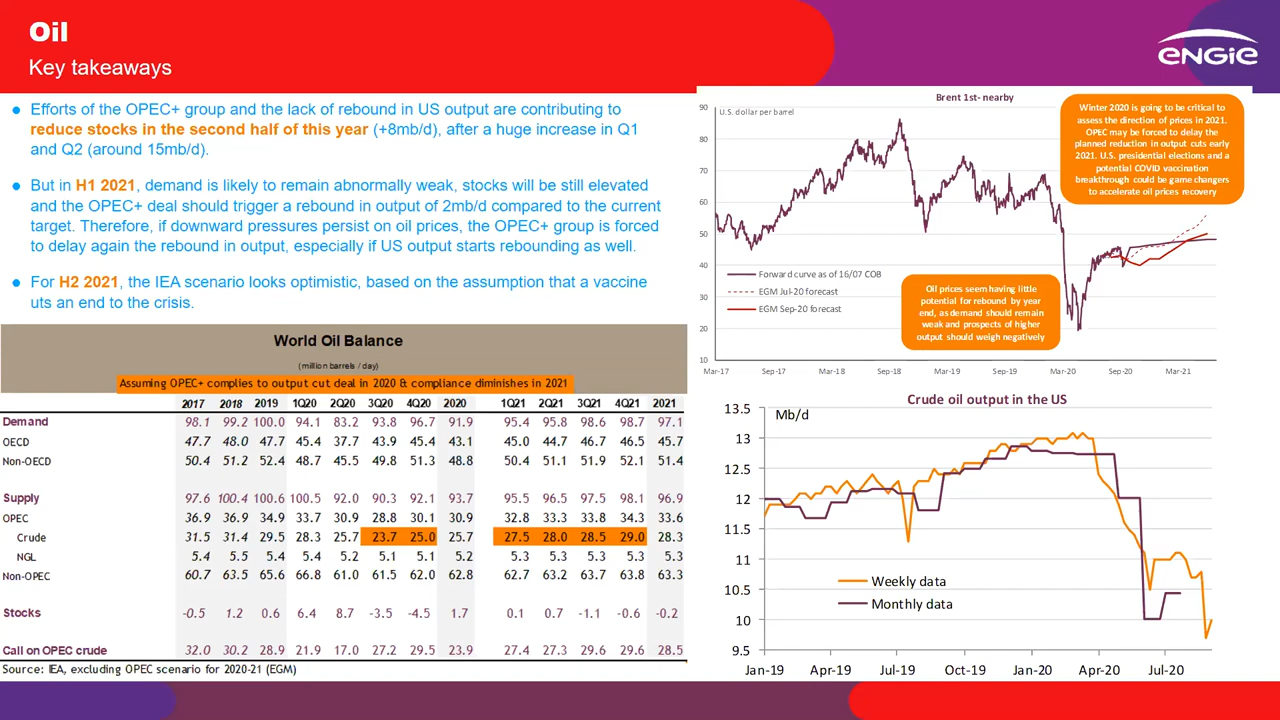 Oil
Key takeaways
ENGIE
● Efforts of the OPEC+ group and the lack of rebound in US output are contributing to
reduce stocks in the second half of this year (+8mb/d), after a huge increase in Q1
and Q2 (around 15mb/d).
● But in H1 2021, demand is likely to remain abnormally weak, stocks will be still elevated
and the OPEC+ deal should trigger a rebound in output of 2mb/d compared to the current
target. Therefore, if downward pressures persist on oil prices, the OPEC+ group is forced
to delay again the rebound in output, especially if US output starts rebounding as well.
● For H2 2021, the IEA scenario looks optimistic, based on the assumption that a vaccine
uts an end to the crisis.
World Oil Balance
(million barrels / day)
Assuming OPEC+ complies to output cut deal in 2020 & compliance diminishes in 2021
2017 2018 2019 1Q20 2Q20 3Q20 4Q20 2020 1Q21 2Q21 3Q21 4Q21 2021
Demand 98.1 99.2 100.0 94.1 83.2 93.8 96.7 91.9 95.4 95.8 98.6 98.7 97.1
OECD 47.7 48.0 47.7 45.4 37.7 43.9 45.4 43.1 45.0 44.7 46.7 46.5 45.7
Non-OECD 50.4 51.2 52.4 48.7 45.5 49.8 51.3 48.8 50.4 51.1 51.9 52.1 51.4
Supply 97.6 100.4 100.6 100.5 92.0 90.3 92.1 93.7 95.5 96.5 97.5 98.1 96.9
OPEC 36.9 36.9 34.9 33.7 30.9 28.8 30.1 30.9 32.8 33.3 33.8 34.3 33.6
Crude 31.5 31.4 29.5 28.3 25.7 23.7 25.0 25.7 27.5 28.0 28.5 29.0 28.3
NGL 5.4 5.5 5.4 5.4 5.2 5.1 5.1 5.2 5.3 5.3 5.3 5.3 5.3
Non-OPEC 60.7 63.5 65.6 66.8 61.0 61.5 62.0 62.8 62.7 63.2 63.7 63.8 63.3
Stocks -0.5 1.2 0.6 6.4 8.7 -3.5 -4.5 1.7 0.1 0.7 -1.1 -0.6 -0.2
Call on OPEC crude 32.0 30.2 28.9 21.9 17.0 27.2 29.5 23.9 27.4 27.3 29.6 29.6 28.5
Source: IEA, excluding OPEC scenario for 2020-21 (EGM)
Brent 1st- nearby
U.S. dollar per barrel
90
80
70
60
50
40
30
20
10
Mar-17 Sep-17 Mar-18 Sep-18 Mar-19 Sep-19 Mar-20 Sep-20 Mar-21
Forward curve as of 16/07 COB
EGM Jul-20 forecast
EGM Sep-20 forecast
Winter 2020 is going to be critical to
assess the direction of prices in 2021.
OPEC may be forced to delay the
planned reduction in output cuts early
2021. U.S. presidential elections and a
potential COVID vaccination
breakthrough could be game changers
to accelerate oil prices recovery
Oil prices seem having little
potential for rebound by year
end, as demand should remain
weak and prospects of higher
output should weigh negatively
Crude oil output in the US
Mb/d
13.5
13
12.5
12
11.5
11
10.5
10
9.5
Weekly data
Monthly data
Jan-19 Apr-19 Jul-19 Oct-19 Jan-20 Apr-20 Jul-20